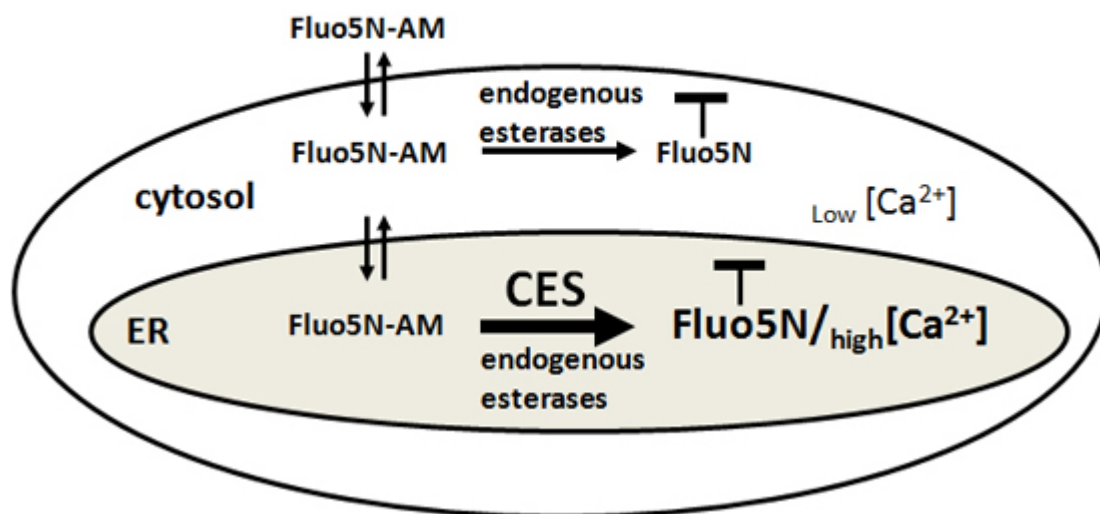 Fluo5N-AM
endogenous
esterases
Fluo5N-AM
Fluo5N
cytosol
Low [Ca²⁺]
CES
ER
Fluo5N-AM
Fluo5N/high[Ca²⁺]
endogenous
esterases